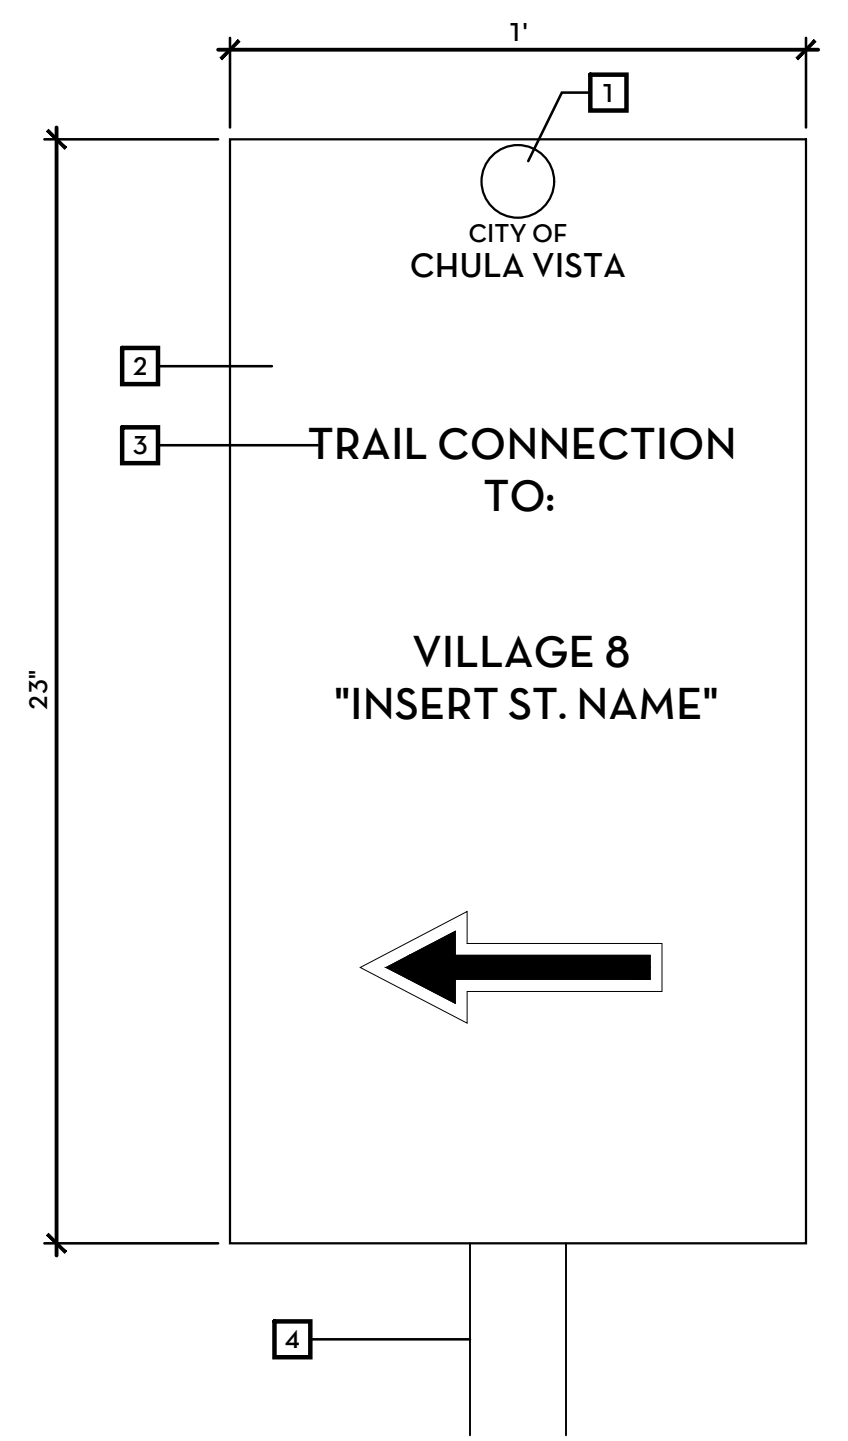 1'
1
CITY OF
CHULA VISTA
2
3
TRAIL CONNECTION
TO:
23"
VILLAGE 8
"INSERT ST. NAME"
4